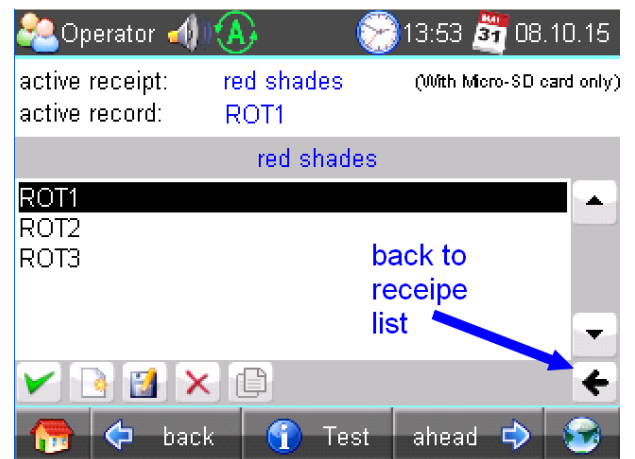 Operator A 13:53 MAI 31 08.10.15
active receipt: red shades (With Micro-SD card only)
active record: ROT1
red shades
ROT1
ROT2
ROT3
back to
receipe
list
back i Test ahead